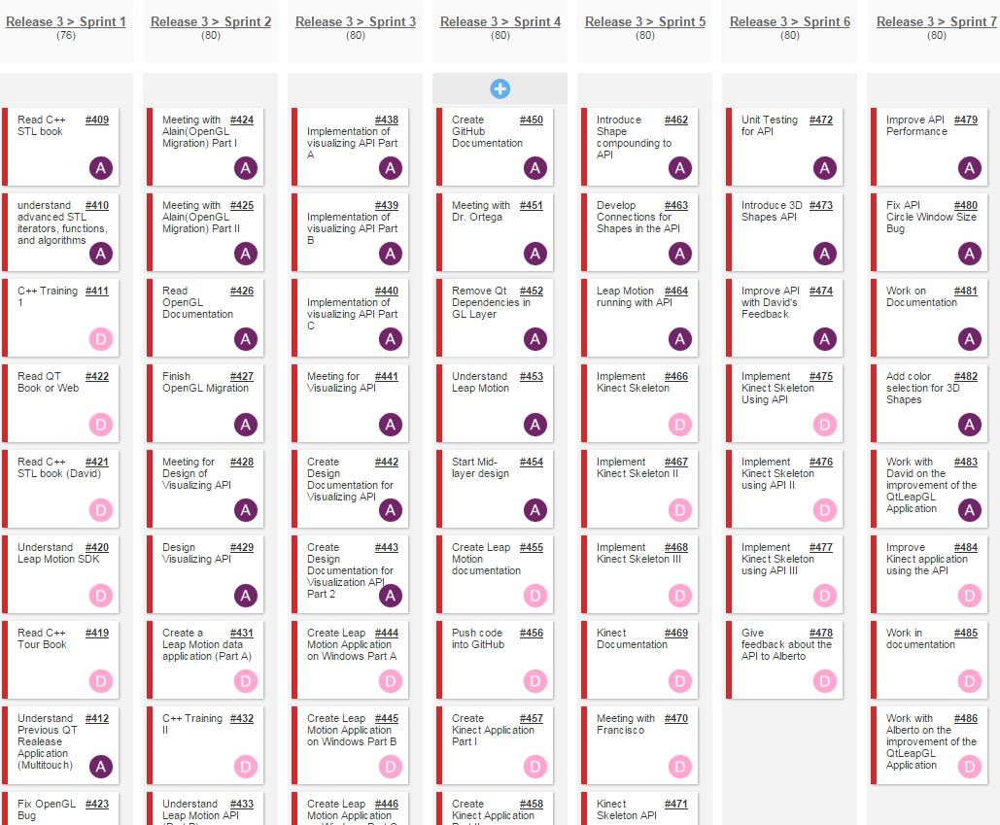 Release 3 > Sprint 1
(76)
Read C++ #409
STL book
A
understand #410
advanced STL
iterators, functions,
and algorithms
A
C++ Training #411
1
D
Read QT #422
Book or Web
D
Read C++ #421
STL book (David)
D
Understand #420
Leap Motion SDK
D
Read C++ #419
Tour Book
D
Understand #412
Previous QT
Realease
Application
(Multitouch)
A
Fix OpenGL #423
Bug
Release 3 > Sprint 2
(80)
Meeting with #424
Alain(OpenGL
Migration) Part I
A
Meeting with #425
Alain(OpenGL
Migration) Part II
A
Read #426
OpenGL
Documentation
A
Finish #427
OpenGL Migration
A
Meeting for #428
Design of
Visualizing API
A
Design #429
Visualizing API
A
Create a #431
Leap Motion data
application (Part A)
D
C++ Training #432
II
D
Understand #433
Leap Motion API
Release 3 > Sprint 3
(80)
#438
Implementation of
visualizing API Part
A
A
#439
Implementation of
visualizing API Part
B
A
#440
Implementation of
visualizing API Part
C
A
Meeting for #441
Visualizing API
A
Create #442
Design
Documentation for
Visualizing API
A
Create #443
Design
Documentation for
Visualization API
Part 2
A
Create Leap #444
Motion Application
on Windows Part A
D
Create Leap #445
Motion Application
on Windows Part B
D
Create Leap #446
Motion Application
Release 3 > Sprint 4
(80)
Create #450
GitHub
Documentation
A
Meeting with #451
Dr. Ortega
A
Remove Qt #452
Dependencies in
GL Layer
A
Understand #453
Leap Motion
A
Start Mid- #454
layer design
A
Create Leap #455
Motion
documentation
D
Push code #456
into GitHub
D
Create #457
Kinect Application
Part I
D
Create #458
Kinect Application
Release 3 > Sprint 5
(80)
Introduce #462
Shape
compounding to
API
A
Develop #463
Connections for
Shapes in the API
A
Leap Motion #464
running with API
A
Implement #466
Kinect Skeleton
D
Implement #467
Kinect Skeleton II
D
Implement #468
Kinect Skeleton III
D
Kinect #469
Documentation
D
Meeting with #470
Francisco
D
Kinect #471
Skeleton API
Release 3 > Sprint 6
(80)
Unit Testing #472
for API
A
Introduce 3D #473
Shapes API
A
Improve API #474
with David's
Feedback
A
Implement #475
Kinect Skeleton
Using API
D
Implement #476
Kinect Skeleton
using API II
D
Implement #477
Kinect Skeleton
using API III
D
Give #478
feedback about the
API to Alberto
D
Release 3 > Sprint 7
(80)
Improve API #479
Performance
A
Fix API #480
Circle Window Size
Bug
A
Work on #481
Documentation
A
Add color #482
selection for 3D
Shapes
A
Work with #483
David on the
improvement of the
QtLeapGL
Application
A
Improve #484
Kinect application
using the API
D
Work in #485
documentation
D
Work with #486
Alberto on the
improvement of the
QtLeapGL
Application
D